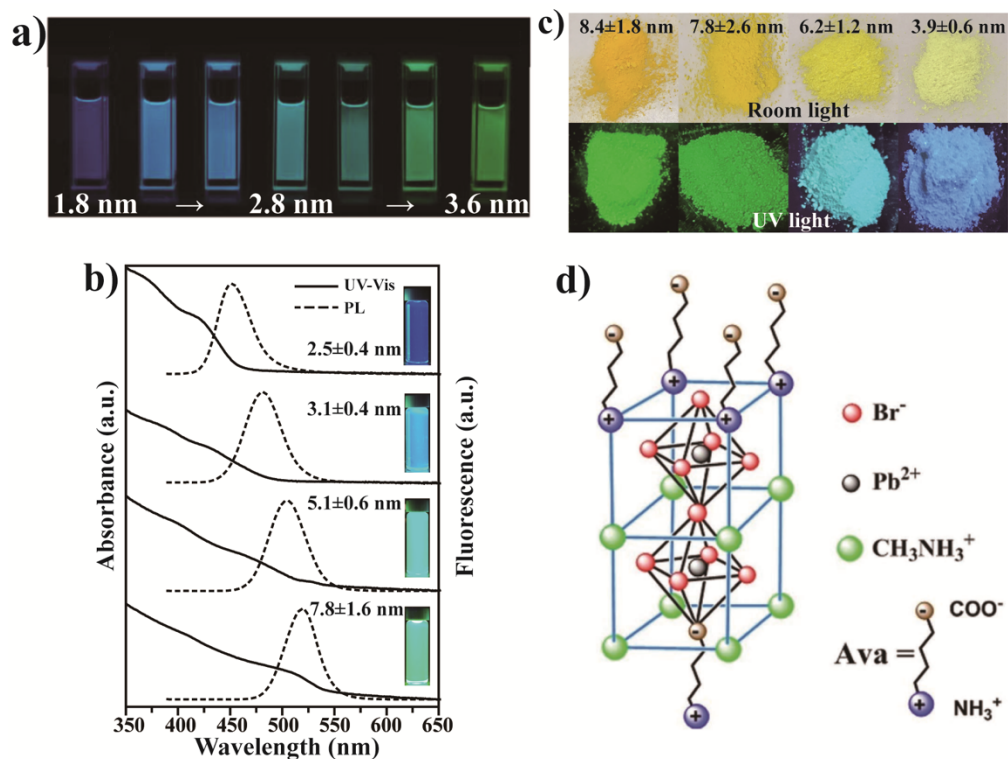 a)
1.8 nm → 2.8 nm → 3.6 nm
c)
8.4±1.8 nm 7.8±2.6 nm 6.2±1.2 nm 3.9±0.6 nm
Room light
UV light
b)
UV-Vis
PL
2.5±0.4 nm
3.1±0.4 nm
5.1±0.6 nm
7.8±1.6 nm
Absorbance (a.u.)
Fluorescence (a.u.)
350 400 450 500 550 600 650
Wavelength (nm)
d)
Br⁻
Pb²⁺
CH₃NH₃⁺
COO⁻
Ava =
NH₃⁺